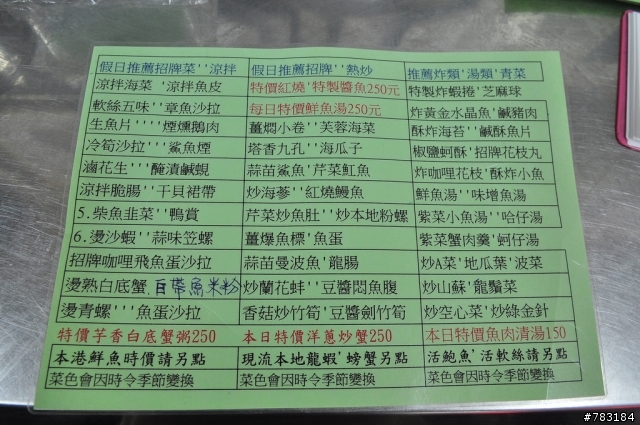 假日推薦招牌菜''涼拌 假日推薦招牌''熱炒 推薦炸類'湯類'青菜
涼拌海菜 '涼拌魚皮 特價紅燒'特製醬魚250元 特製炸蝦捲'芝麻球
軟絲五味''章魚沙拉 每日特價鮮魚湯250元 炸黃金水晶魚'鹹豬肉
生魚片''''煙燻鵝肉 薑燜小卷''芙蓉海菜 酥炸海苔''鹹酥魚片
冷筍沙拉'''鯊魚煙 塔香九孔''海瓜子 椒鹽蚵酥'招牌花枝丸
滷花生'''醃漬鹹蜆 蒜苗鯊魚'芹菜魟魚 炸咖哩花枝'酥炸小魚
涼拌脆腸''干貝裙帶 炒海蔘''紅燒鰻魚 鮮魚湯''味增魚湯
5.柴魚韭菜''鴨賞 芹菜炒魚肚''炒本地粉螺 紫菜小魚湯''哈仔湯
6.燙沙蝦''蒜味笠螺 薑爆魚標'魚蛋 紫菜蟹肉羹'蚵仔湯
招牌咖哩飛魚蛋沙拉 蒜苗曼波魚'龍腸 炒A菜'地瓜葉'波菜
燙熟白底蟹 白帶魚米粉 炒蘭花蚌''豆醬悶魚腹 炒山蘇'龍鬚菜
燙青螺'''魚蛋沙拉 香菇炒竹筍'豆醬劍竹筍 炒空心菜'炒綠金針
特價芋香白底蟹粥250 本日特價洋蔥炒蟹250 本日特價魚肉清湯150
本港鮮魚時價請另點 現流本地龍蝦'螃蟹另點 活鮑魚'活軟絲請另點
菜色會因時令季節變換 菜色會因時令季節變換 菜色會因時令季節變換
#783184